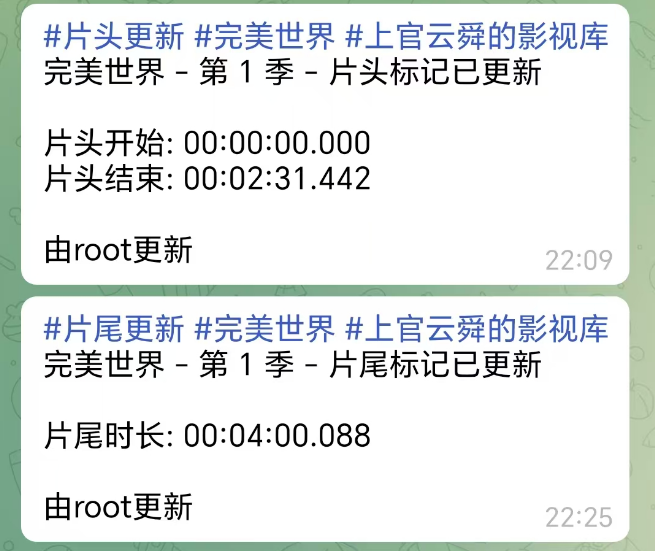 #片头更新 #完美世界 #上官云舜的影视库
完美世界 - 第 1 季 - 片头标记已更新
片头开始: 00:00:00.000
片头结束: 00:02:31.442
由root更新
22:09
#片尾更新 #完美世界 #上官云舜的影视库
完美世界 - 第 1 季 - 片尾标记已更新
片尾时长: 00:04:00.088
由root更新
22:25